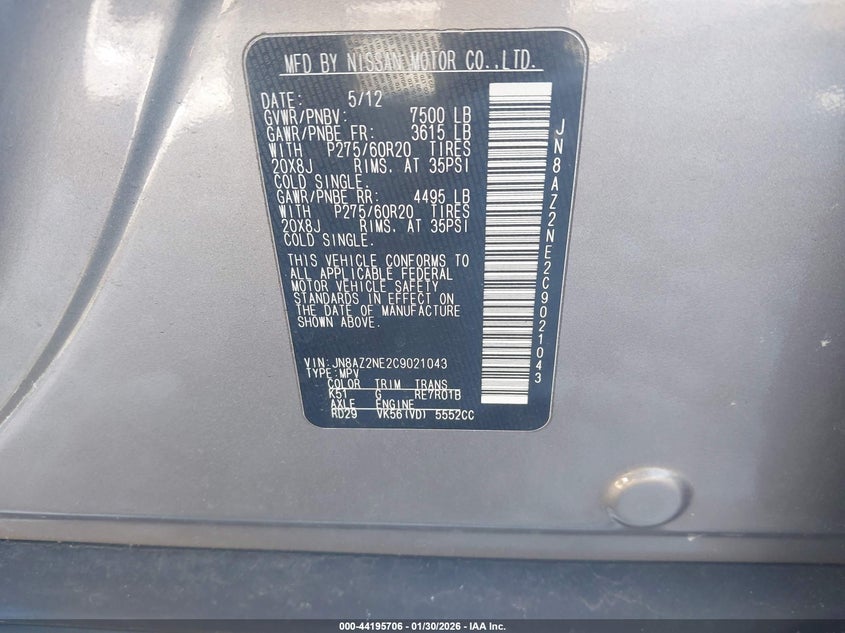 MFD BY NISSAN MOTOR CO.,LTD.
DATE: 5/12
GVWR/PNBV: 7500 LB
GAWR/PNBE FR: 3615 LB
WITH P275/60R20 TIRES
20X8J RIMS. AT 35PSI
COLD SINGLE.
GAWR/PNBE RR: 4495 LB
WITH P275/60R20 TIRES
20X8J RIMS. AT 35PSI
COLD SINGLE.
THIS VEHICLE CONFORMS TO
ALL APPLICABLE FEDERAL
MOTOR VEHICLE SAFETY
STANDARDS IN EFFECT ON
THE DATE OF MANUFACTURE
SHOWN ABOVE.
VIN: JN8AZ2NE2C9021043
TYPE: MPV
COLOR TRIM TRANS
K51 G RE7R01B
AXLE ENGINE
RD29 VK56(VD) 5552CC
JN8AZ2NE2C9021043
000-44195706 - 01/30/2026 - IAA Inc.